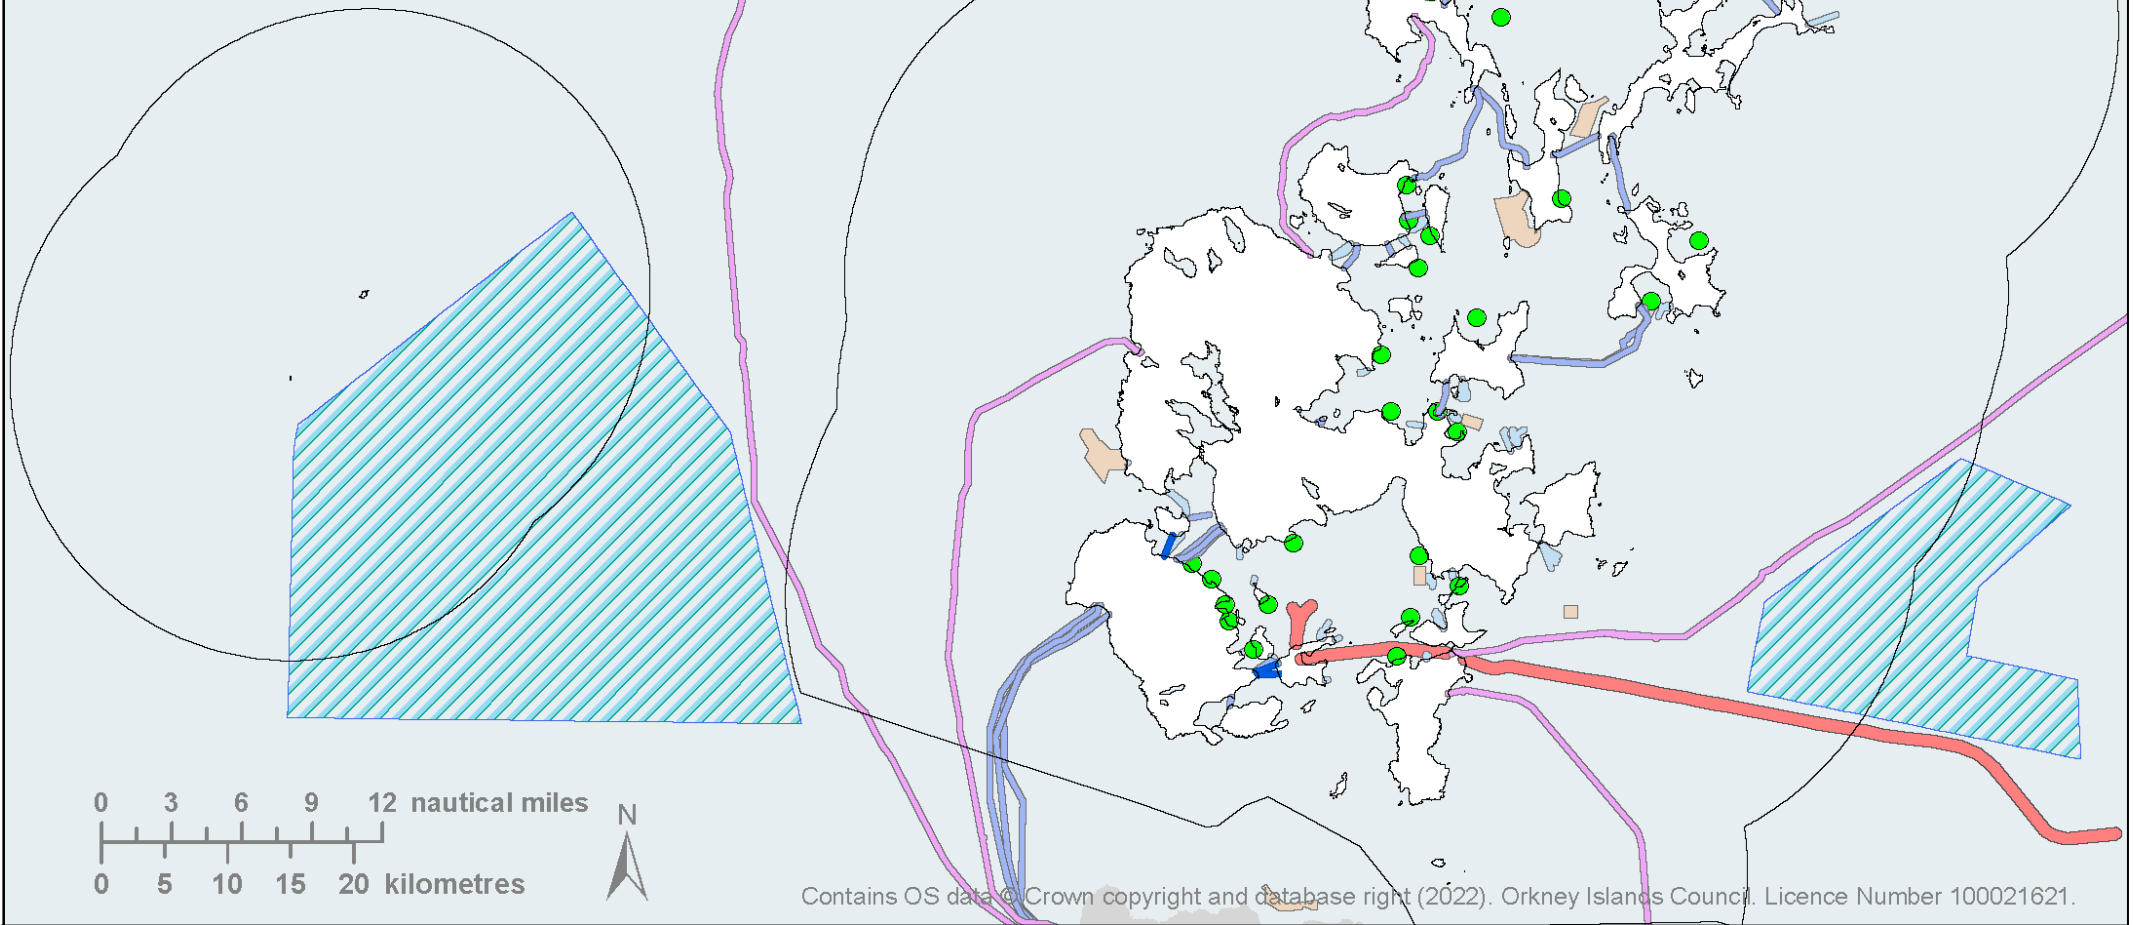 0 3 6 9 12 nautical miles
0 5 10 15 20 kilometres
N
Contains OS data © Crown copyright and database right (2022). Orkney Islands Council. Licence Number 100021621.